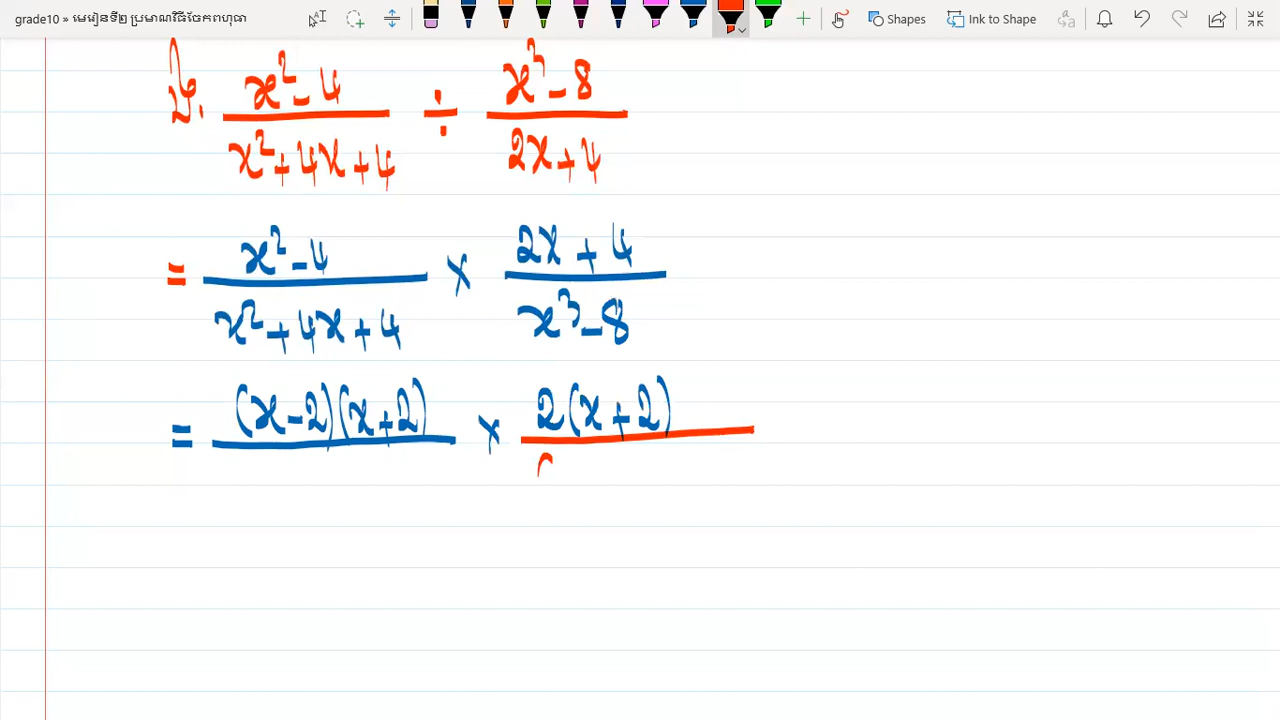 grade10 » មេរៀនទី២ ប្រមាណវិធីចែកពហុធា
Shapes
Ink to Share
x² - 4 / x² + 4x + 4 ÷ x³ - 8 / 2x + 4
= x² - 4 / x² + 4x + 4 × 2x + 4 / x³ - 8
= (x - 2)(x + 2) × 2(x + 2)